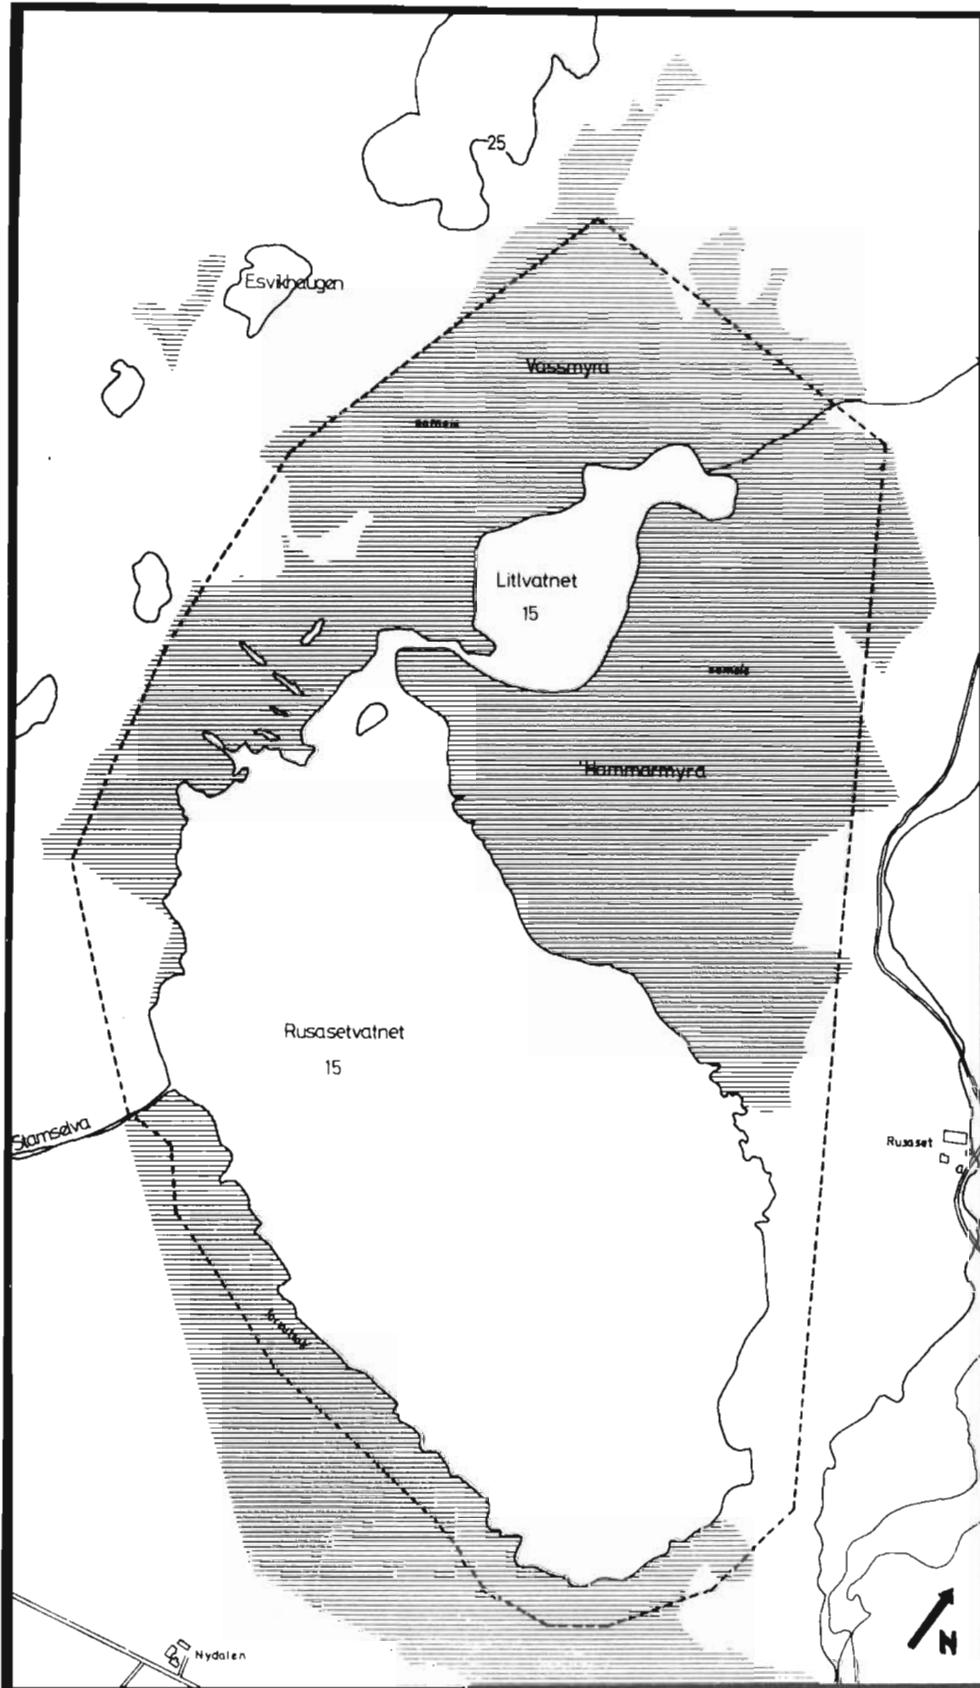 25
Esvikhaugen
Vassmyra
Litlvatnet
15
Hammarmyra
Rusasetvatnet
15
Stamselva
Rusaset
Nydalen
N